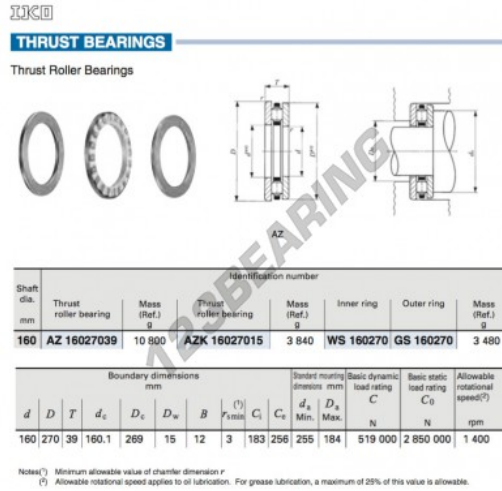 IKO
THRUST BEARINGS
Thrust Roller Bearings
T
r
D
d
AZ
123BEARING
Identification number
Shaft dia. mm | Thrust roller bearing | Mass (Ref.) g | Thrust roller bearing | Mass (Ref.) g | Inner ring | Outer ring | Mass (Ref.) g
160 | AZ 16027039 | 10 800 | AZK 16027015 | 3 840 | WS 160270 | GS 160270 | 3 480
Boundary dimensions mm | Standard mounting dimensions mm | Basic dynamic load rating C N | Basic static load rating C0 N | Allowable rotational speed(2) rpm
d | D | T | dc | Dc | Dw | B | rs min(1) | Ci | Ce | da Min. | Da Max.
160 | 270 | 39 | 160.1 | 269 | 15 | 12 | 3 | 183 | 256 | 255 | 184 | 519 000 | 2 850 000 | 1 400
Notes(1) Minimum allowable value of chamfer dimension r
(2) Allowable rotational speed applies to oil lubrication. For grease lubrication, a maximum of 25% of this value is allowable.